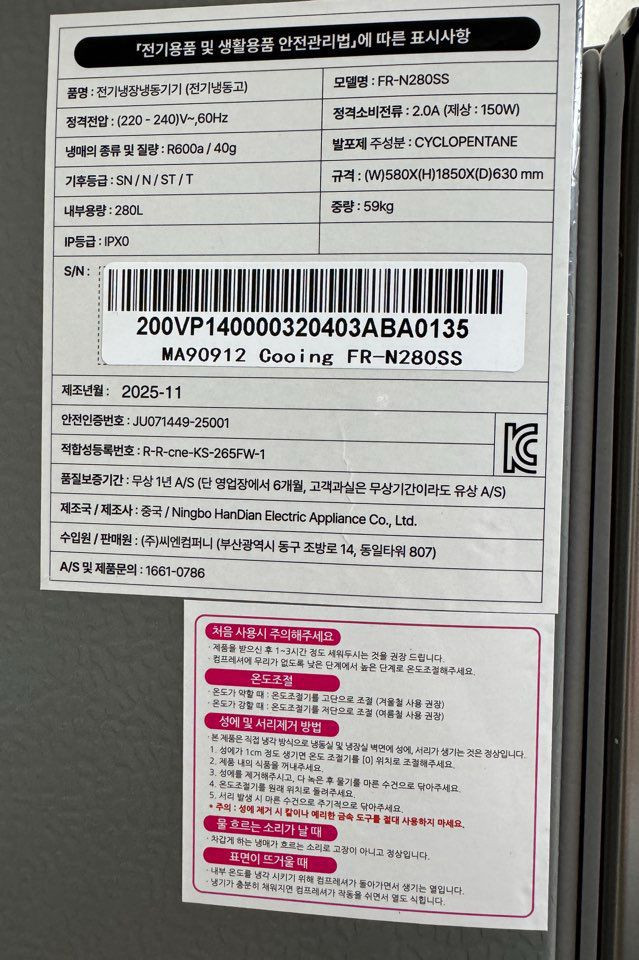 『전기용품 및 생활용품 안전관리법』에 따른 표시사항
품명 : 전기냉장냉동기기 (전기냉동고)
모델명 : FR-N280SS
정격전압 : (220 - 240)V~,60Hz
정격소비전류 : 2.0A (제상 : 150W)
냉매의 종류 및 질량 : R600a / 40g
발포제 주성분 : CYCLOPENTANE
기후등급 : SN / N / ST / T
규격 : (W)580X(H)1850X(D)630 mm
내부용량 : 280L
중량 : 59kg
IP등급 : IPX0
S/N :
200VP140000320403ABA0135
MA90912 Cooing FR-N280SS
제조년월 : 2025-11
안전인증번호 : JU071449-25001
적합성등록번호 : R-R-cne-KS-265FW-1
품질보증기간 : 무상 1년 A/S (단 영업장에서 6개월, 고객과실은 무상기간이라도 유상 A/S)
제조국 / 제조사 : 중국 / Ningbo HanDian Electric Appliance Co., Ltd.
수입원 / 판매원 : (주)씨엔컴퍼니 (부산광역시 동구 조방로 14, 동일타워 807)
A/S 및 제품문의 : 1661-0786
처음 사용시 주의해주세요
· 제품을 받으신 후 1~3시간 정도 세워두시는 것을 권장 드립니다.
· 컴프레셔에 무리가 없도록 낮은 단계에서 높은 단계로 온도조절해주세요.
온도조절
· 온도가 약할 때 : 온도조절기를 고단으로 조절 (겨울철 사용 권장)
· 온도가 강할 때 : 온도조절기를 저단으로 조절 (여름철 사용 권장)
성에 및 서리제거 방법
· 본 제품은 직접 냉각 방식으로 냉동실 및 냉장실 벽면에 성에, 서리가 생기는 것은 정상입니다.
1. 성에가 1cm 정도 생기면 온도 조절기를 [0] 위치로 조절해주세요.
2. 제품 내의 식품을 꺼내주세요.
3. 성에를 제거해주시고, 다 녹은 후 물기를 마른 수건으로 닦아주세요.
4. 온도조절기를 원래 위치로 돌려주세요.
5. 서리 발생 시 마른 수건으로 주기적으로 닦아주세요.
* 주의 : 성에 제거 시 칼이나 예리한 금속 도구를 절대 사용하지 마세요.
물 흐르는 소리가 날 때
· 차갑게 하는 냉매가 흐르는 소리로 고장이 아니고 정상입니다.
표면이 뜨거울 때
· 내부 온도를 냉각 시키기 위해 컴프레셔가 돌아가면서 생기는 열입니다.
· 냉기가 충분히 채워지면 컴프레셔가 작동을 쉬면서 열도 식힙니다.